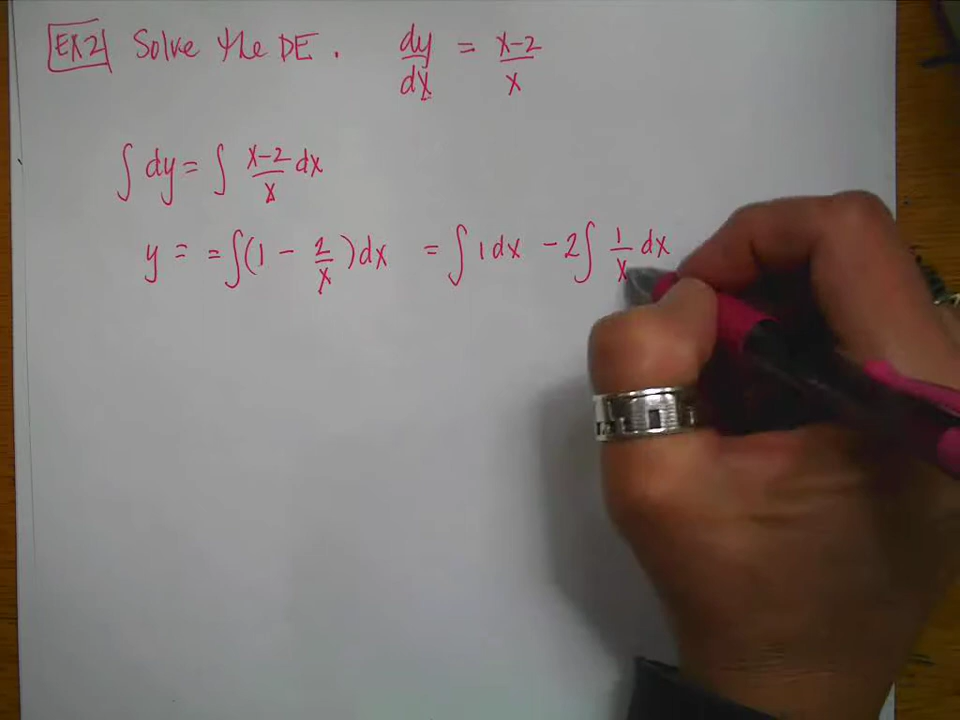 EX2 Solve the DE. dy/dx = x-2/x
∫ dy = ∫ x-2/x dx
y = = ∫(1 - 2/x)dx = ∫ 1 dx - 2∫ 1/x dx